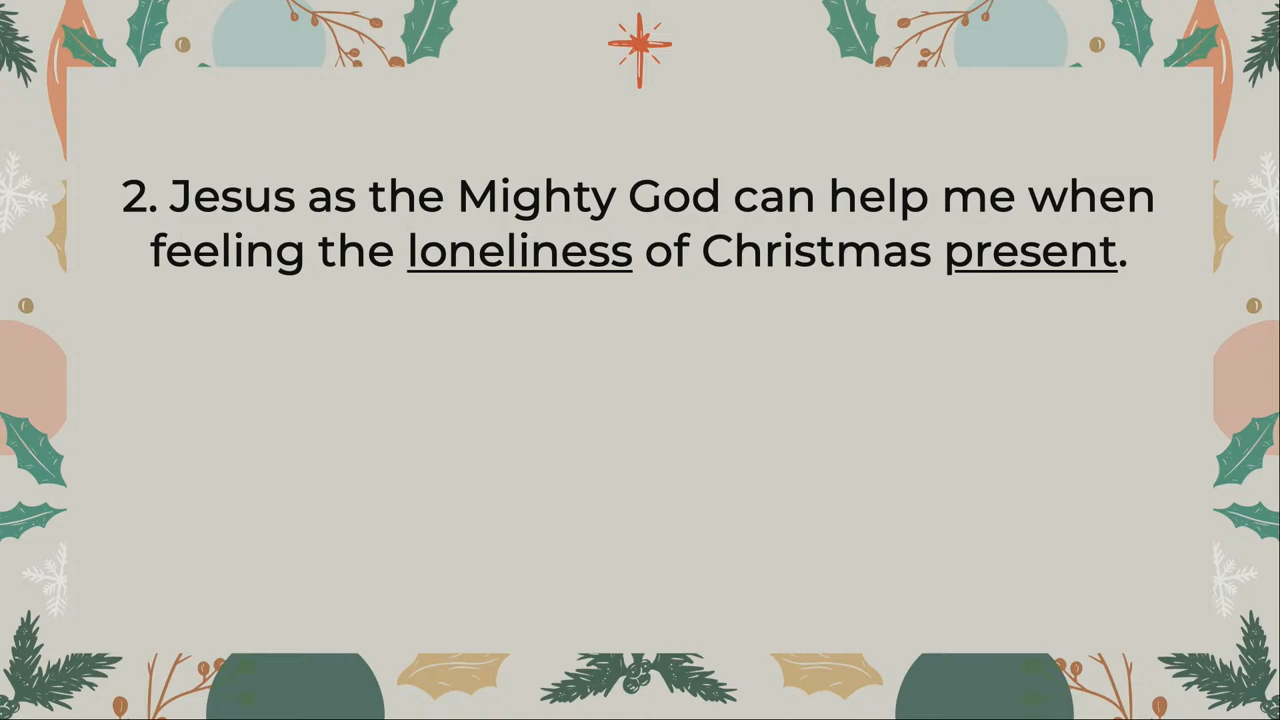 2. Jesus as the Mighty God can help me when
feeling the loneliness of Christmas present.